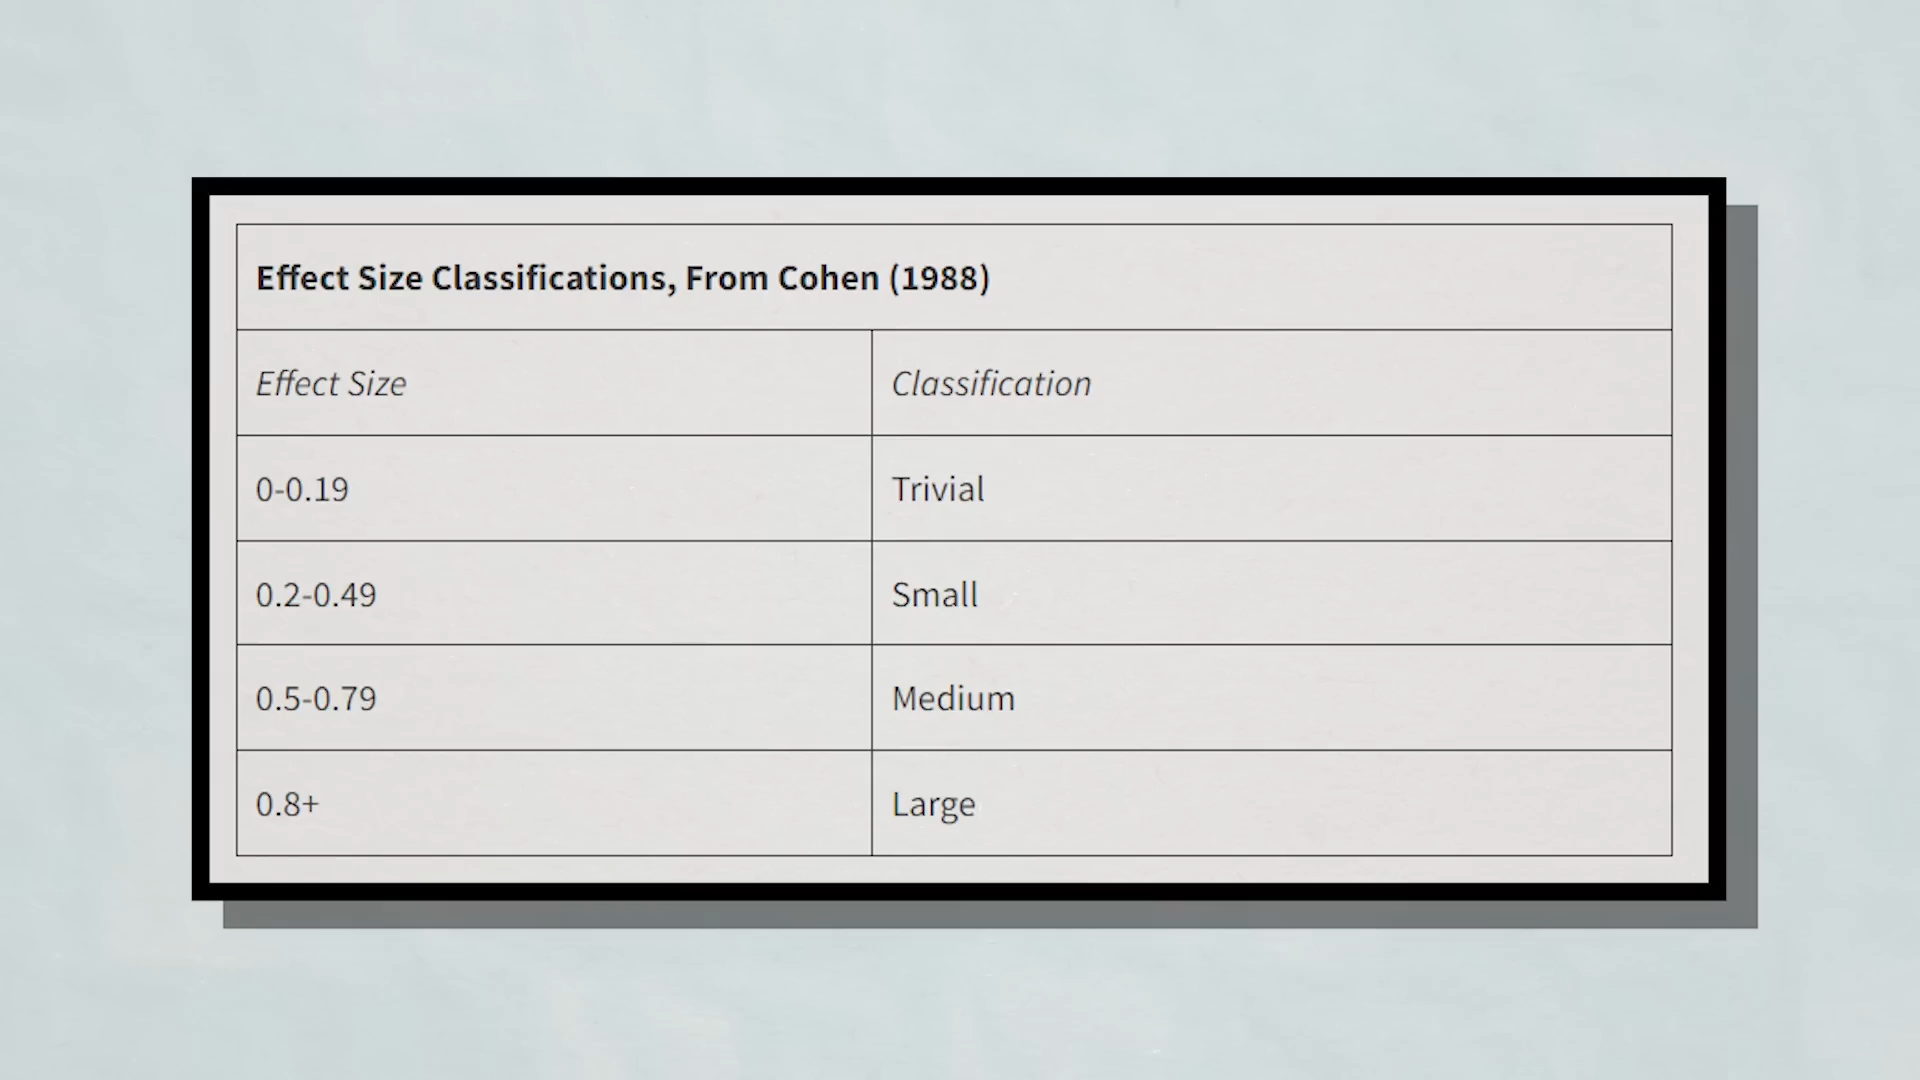 Effect Size Classifications, From Cohen (1988)
Effect Size Classification
0-0.19 Trivial
0.2-0.49 Small
0.5-0.79 Medium
0.8+ Large